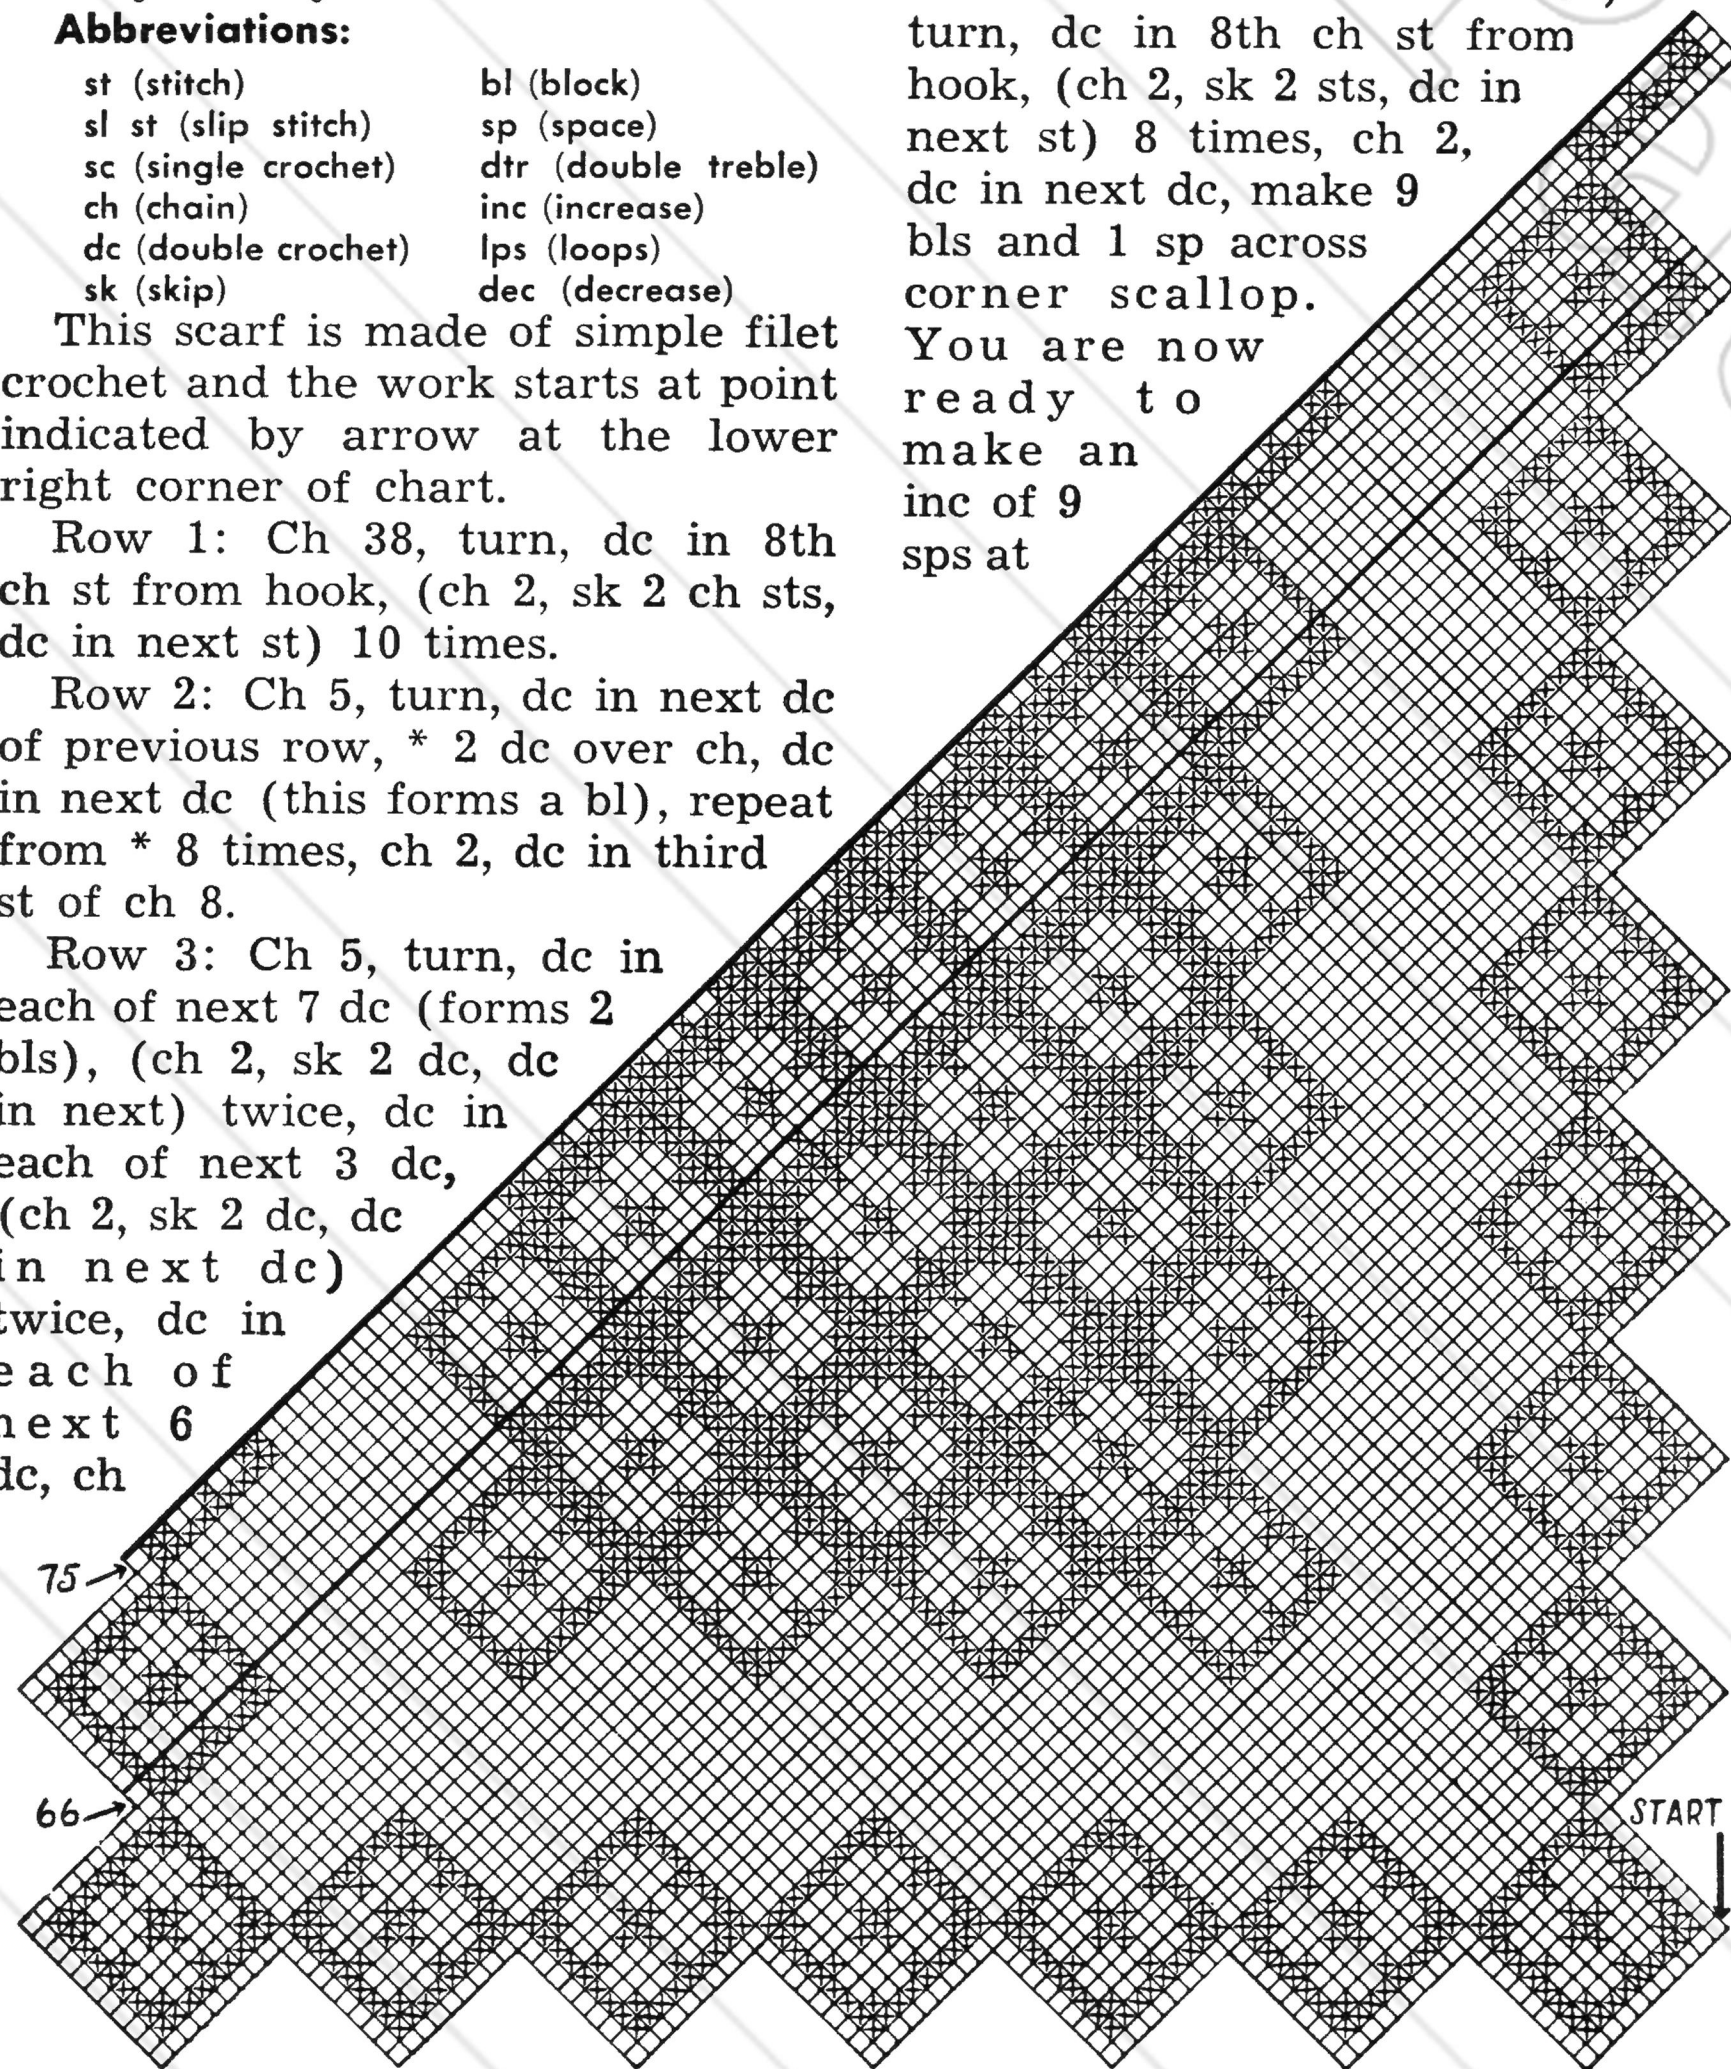 Abbreviations:
st (stitch)
sl st (slip stitch)
sc (single crochet)
ch (chain)
dc (double crochet)
sk (skip)
bl (block)
sp (space)
dtr (double treble)
inc (increase)
lps (loops)
dec (decrease)
This scarf is made of simple filet
crochet and the work starts at point
indicated by arrow at the lower
right corner of chart.
Row 1: Ch 38, turn, dc in 8th
ch st from hook, (ch 2, sk 2 ch sts,
dc in next st) 10 times.
Row 2: Ch 5, turn, dc in next dc
of previous row, * 2 dc over ch, dc
in next dc (this forms a bl), repeat
from * 8 times, ch 2, dc in third
st of ch 8.
Row 3: Ch 5, turn, dc in
each of next 7 dc (forms 2
bls), (ch 2, sk 2 dc, dc
in next) twice, dc in
each of next 3 dc,
(ch 2, sk 2 dc, dc
in next dc)
twice, dc in
each of
next 6
dc, ch
turn, dc in 8th ch st from
hook, (ch 2, sk 2 sts, dc in
next st) 8 times, ch 2,
dc in next dc, make 9
bls and 1 sp across
corner scallop.
You are now
ready to
make an
inc of 9
sps at
75
66
START